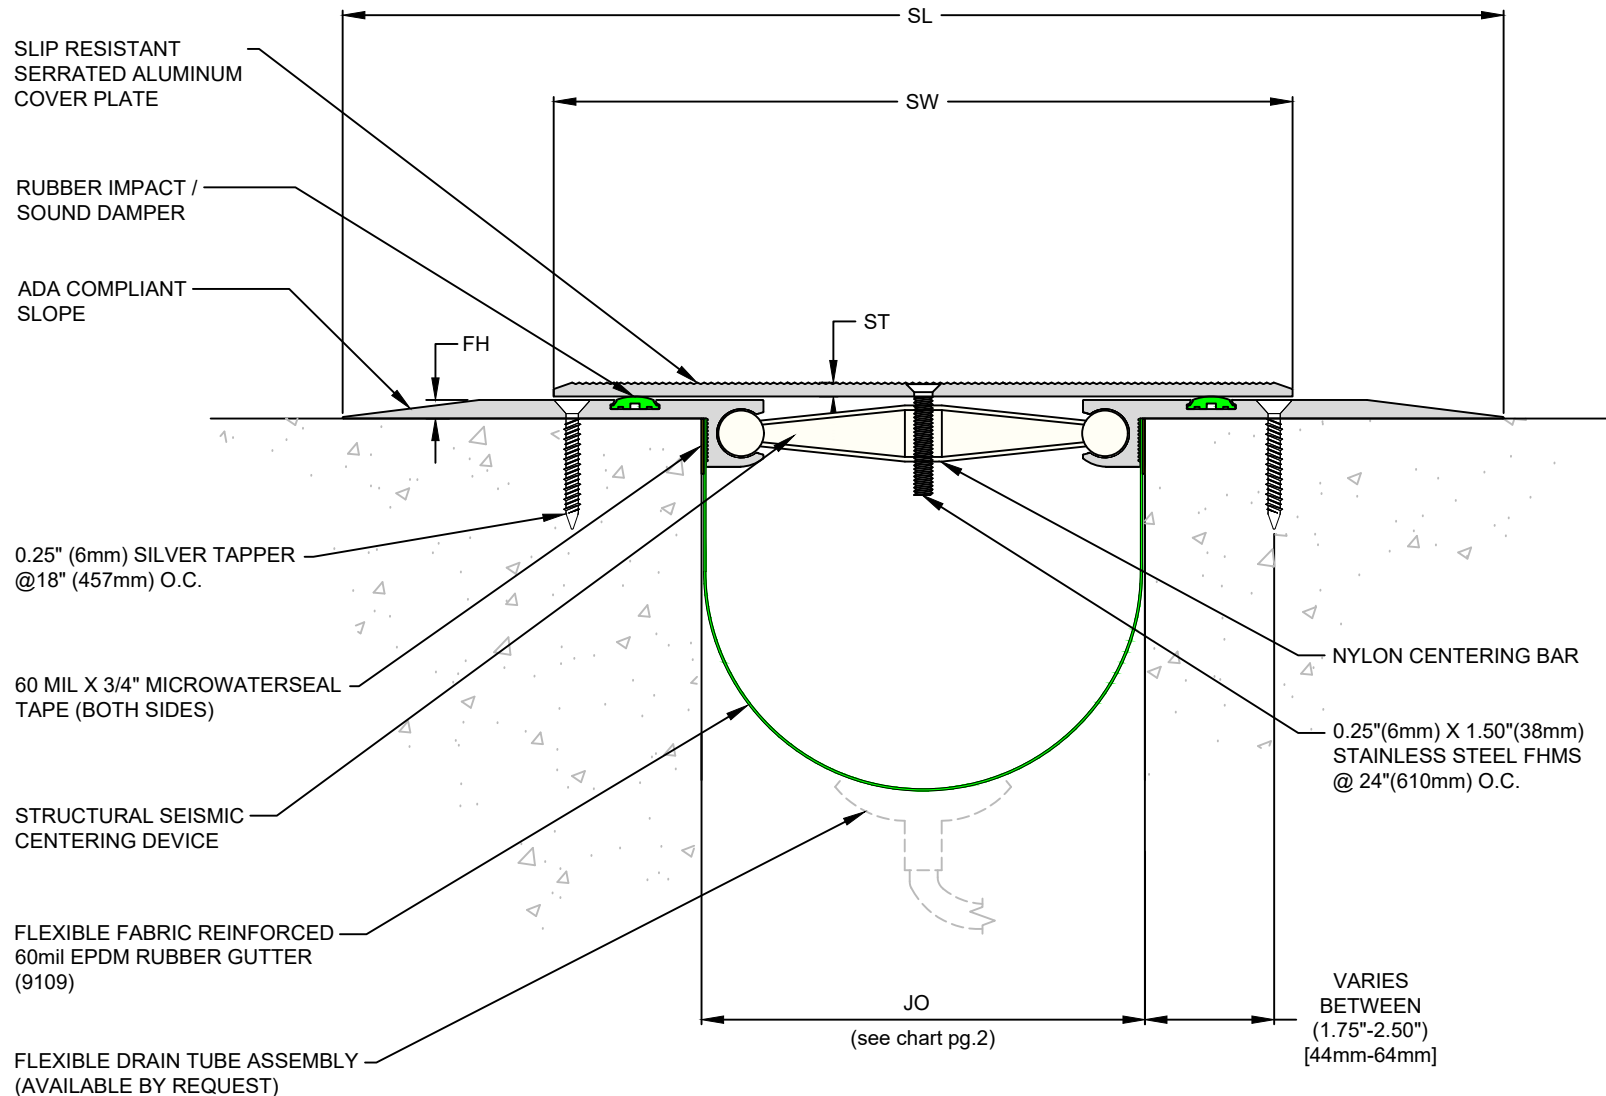 SL
SLIP RESISTANT
SERRATED ALUMINUM
COVER PLATE
SW
RUBBER IMPACT /
SOUND DAMPER
ADA COMPLIANT
SLOPE
FH
ST
0.25" (6mm) SILVER TAPPER
@18" (457mm) O.C.
60 MIL X 3/4" MICROWATERSEAL
TAPE (BOTH SIDES)
STRUCTURAL SEISMIC
CENTERING DEVICE
FLEXIBLE FABRIC REINFORCED
60mil EPDM RUBBER GUTTER
(9109)
FLEXIBLE DRAIN TUBE ASSEMBLY
(AVAILABLE BY REQUEST)
NYLON CENTERING BAR
0.25"(6mm) X 1.50"(38mm)
STAINLESS STEEL FHMS
@ 24"(610mm) O.C.
JO
(see chart pg.2)
VARIES
BETWEEN
(1.75"-2.50")
[44mm-64mm]